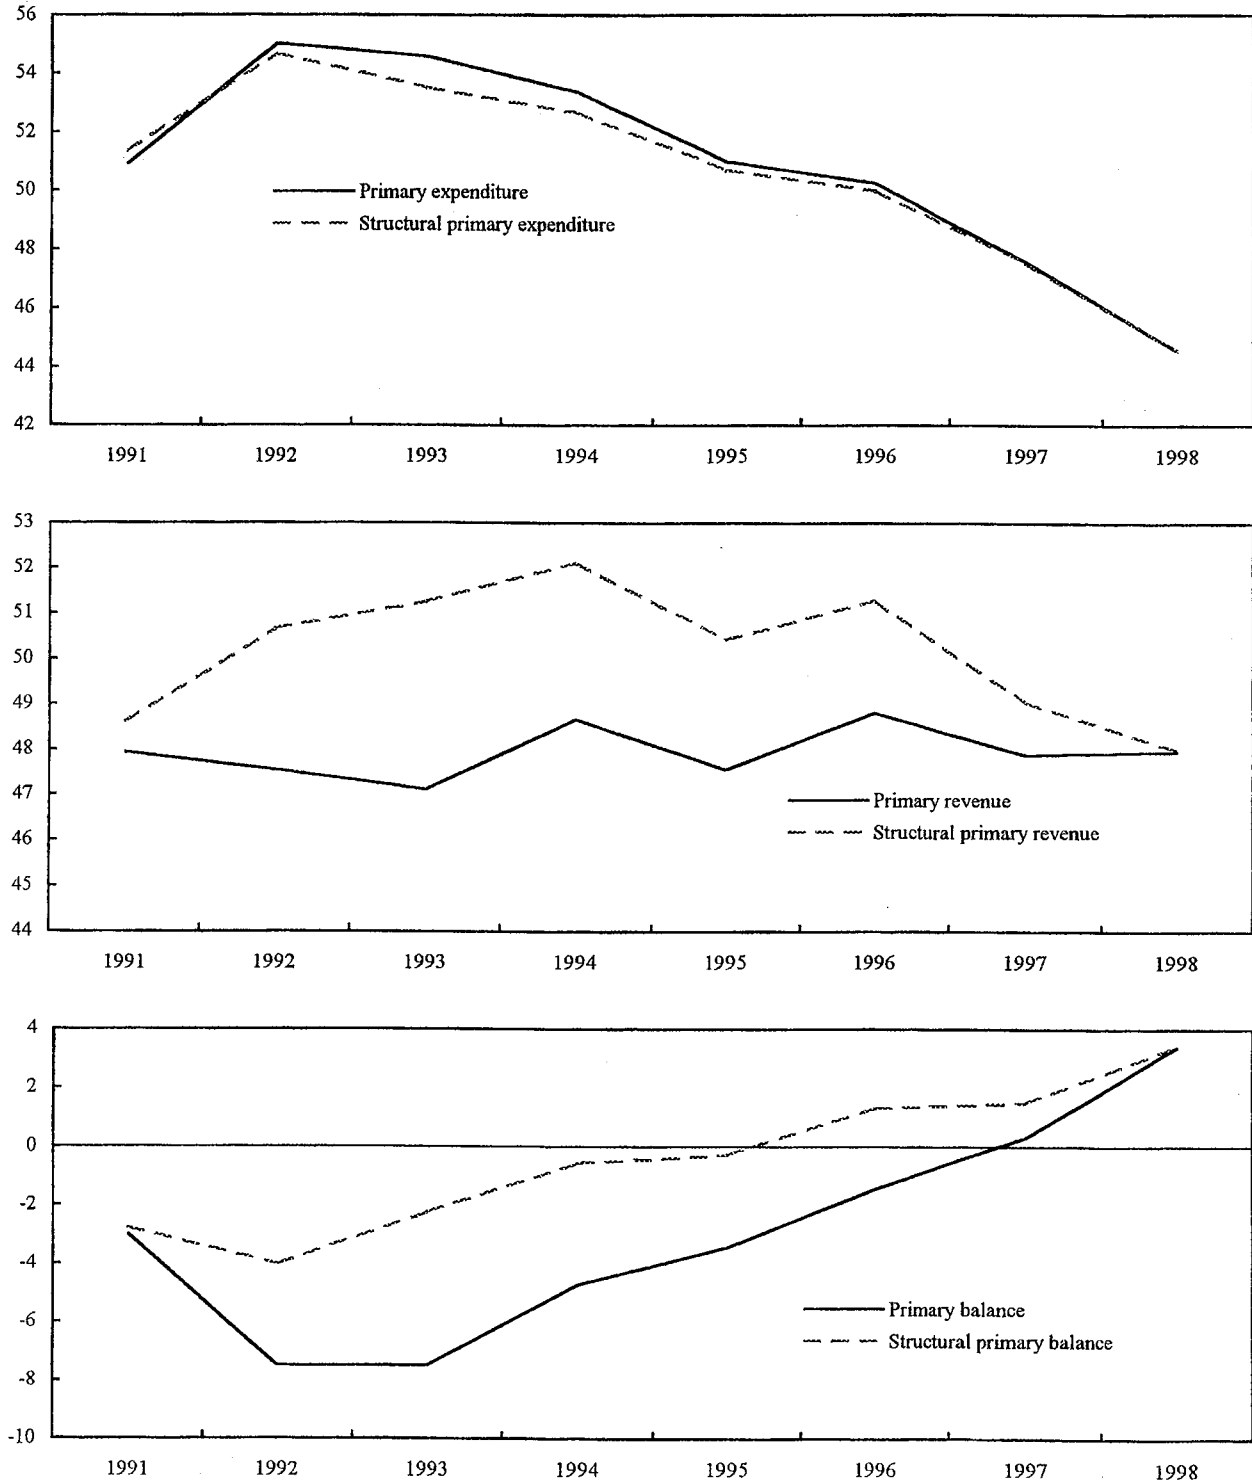 56
54
52
50
48
46
44
42
Primary expenditure
Structural primary expenditure
1991 1992 1993 1994 1995 1996 1997 1998
53
52
51
50
49
48
47
46
45
44
Primary revenue
Structural primary revenue
1991 1992 1993 1994 1995 1996 1997 1998
4
2
0
-2
-4
-6
-8
-10
Primary balance
Structural primary balance
1991 1992 1993 1994 1995 1996 1997 1998